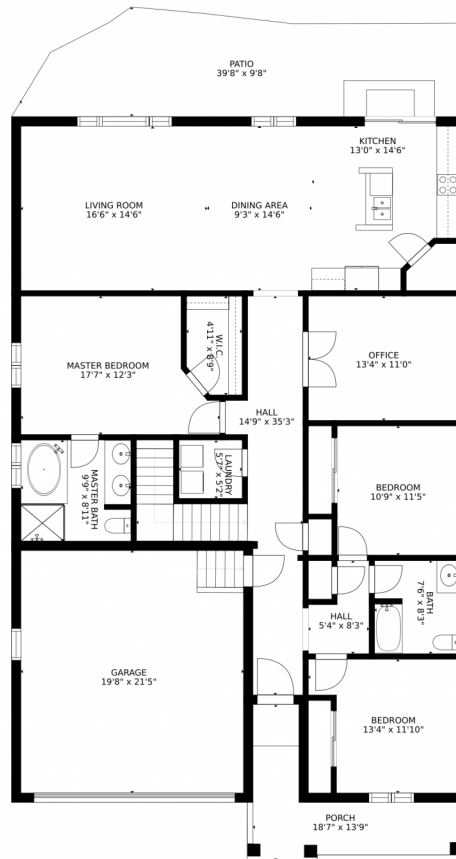 PATIO
39'8" x 9'8"
KITCHEN
13'0" x 14'6"
LIVING ROOM
16'6" x 14'6"
DINING AREA
9'3" x 14'6"
W.I.C
4'11" x 8'9"
MASTER BEDROOM
17'7" x 12'3"
OFFICE
13'4" x 11'0"
HALL
14'9" x 35'3"
LAUNDRY
5'7" x 5'2"
MASTER BATH
9'9" x 8'11"
BEDROOM
10'9" x 11'5"
BATH
7'6" x 8'3"
HALL
5'4" x 8'3"
GARAGE
19'8" x 21'5"
BEDROOM
13'4" x 11'10"
PORCH
18'7" x 13'9"